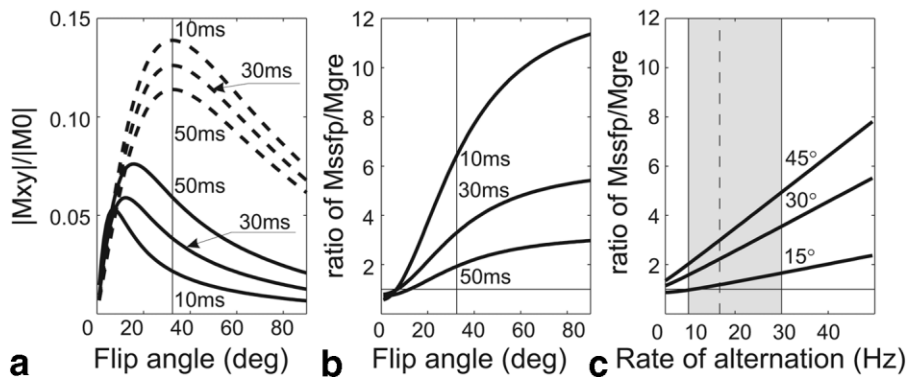 0.15
0.10
0.05
|Mxy|/|M0|
10ms
30ms
50ms
50ms
30ms
10ms
0 20 40 60 80
Flip angle (deg)
a
12
10
8
6
4
2
ratio of Mssfp/Mgre
10ms
30ms
50ms
0 20 40 60 80
Flip angle (deg)
b
12
10
8
6
4
2
ratio of Mssfp/Mgre
45°
30°
15°
10 20 30 40
Rate of alternation (Hz)
c